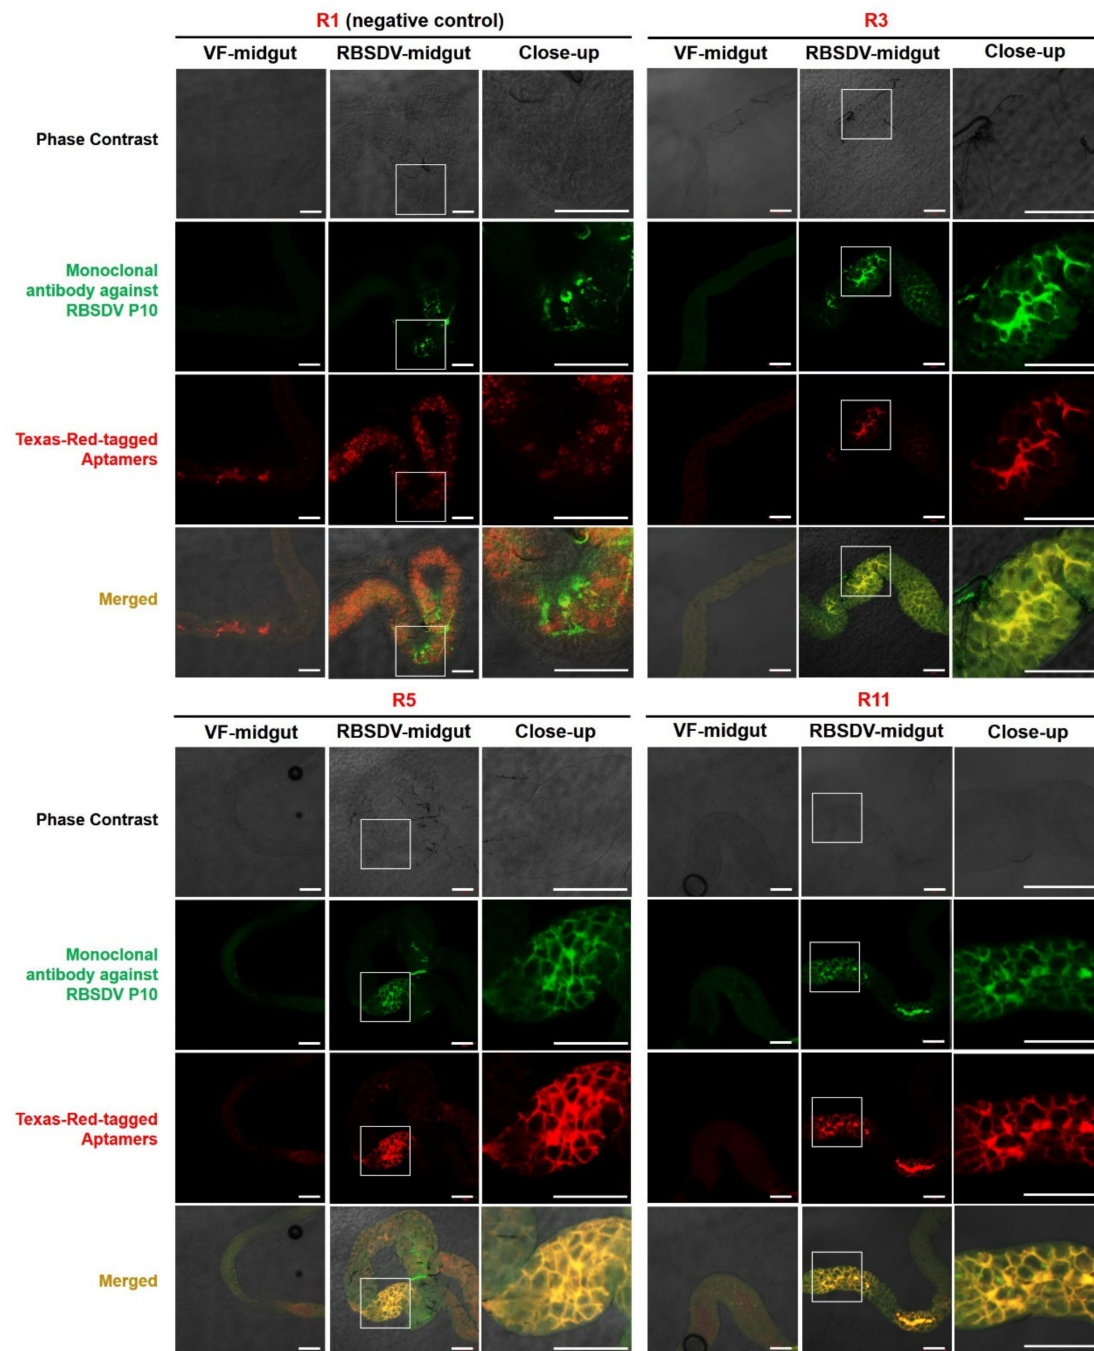 R1 (negative control)
R3
VF-midgut RBSDV-midgut Close-up
VF-midgut RBSDV-midgut Close-up
Phase Contrast
Monoclonal
antibody against
RBSDV P10
Texas-Red-tagged
Aptamers
Merged
R5
R11
VF-midgut RBSDV-midgut Close-up
VF-midgut RBSDV-midgut Close-up
Phase Contrast
Monoclonal
antibody against
RBSDV P10
Texas-Red-tagged
Aptamers
Merged